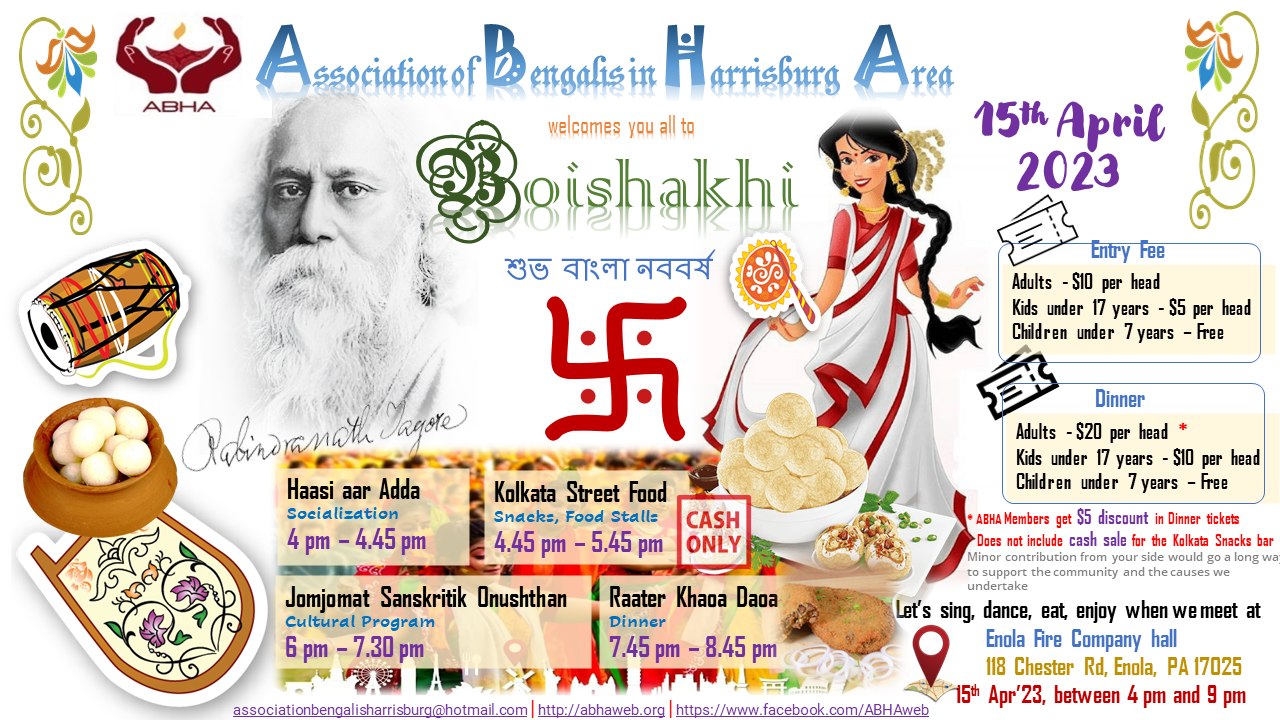 ABHA
Association of Bengalis in Harrisburg Area
welcomes you all to
Boishakhi
শুভ বাংলা নববর্ষ
15th April
2023
Entry Fee
Adults - $10 per head
Kids under 17 years - $5 per head
Children under 7 years – Free
Dinner
Adults - $20 per head *
Kids under 17 years - $10 per head
Children under 7 years – Free
* ABHA Members get $5 discount in Dinner tickets
Does not include cash sale for the Kolkata Snacks bar
Minor contribution from your side would go a long wa
to support the community and the causes we
undertake
Rabindranath Tagore
Haasi aar Adda
Socialization
4 pm – 4.45 pm
Kolkata Street Food
Snacks, Food Stalls
4.45 pm – 5.45 pm
CASH
ONLY
Jomjomat Sanskritik Onushthan
Cultural Program
6 pm – 7.30 pm
Raater Khaoa Daoa
Dinner
7.45 pm – 8.45 pm
Let's sing, dance, eat, enjoy when we meet at
Enola Fire Company hall
118 Chester Rd, Enola, PA 17025
15th Apr'23, between 4 pm and 9 pm
associationbengalisharrisburg@hotmail.com | http://abhaweb.org | https://www.facebook.com/ABHAweb